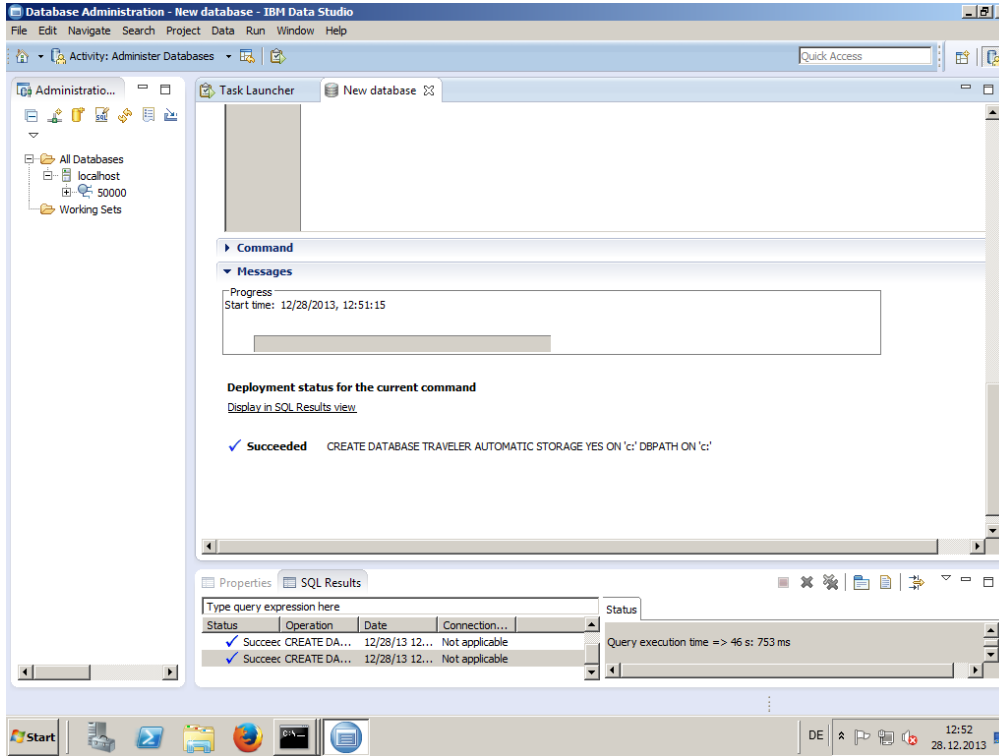 Database Administration - New database - IBM Data Studio
File Edit Navigate Search Project Data Run Window Help
Activity: Administer Databases
Quick Access
Administratio...
Task Launcher
New database
All Databases
localhost
50000
Working Sets
Command
Messages
Progress
Start time: 12/28/2013, 12:51:15
Deployment status for the current command
Display in SQL Results view
Succeeded CREATE DATABASE TRAVELER AUTOMATIC STORAGE YES ON 'c:' DBPATH ON 'c:'
Properties
SQL Results
Type query expression here
Status Operation Date Connection...
Succeec CREATE DA... 12/28/13 12... Not applicable
Succeec CREATE DA... 12/28/13 12... Not applicable
Status
Query execution time => 46 s: 753 ms
Start
DE
12:52
28.12.2013